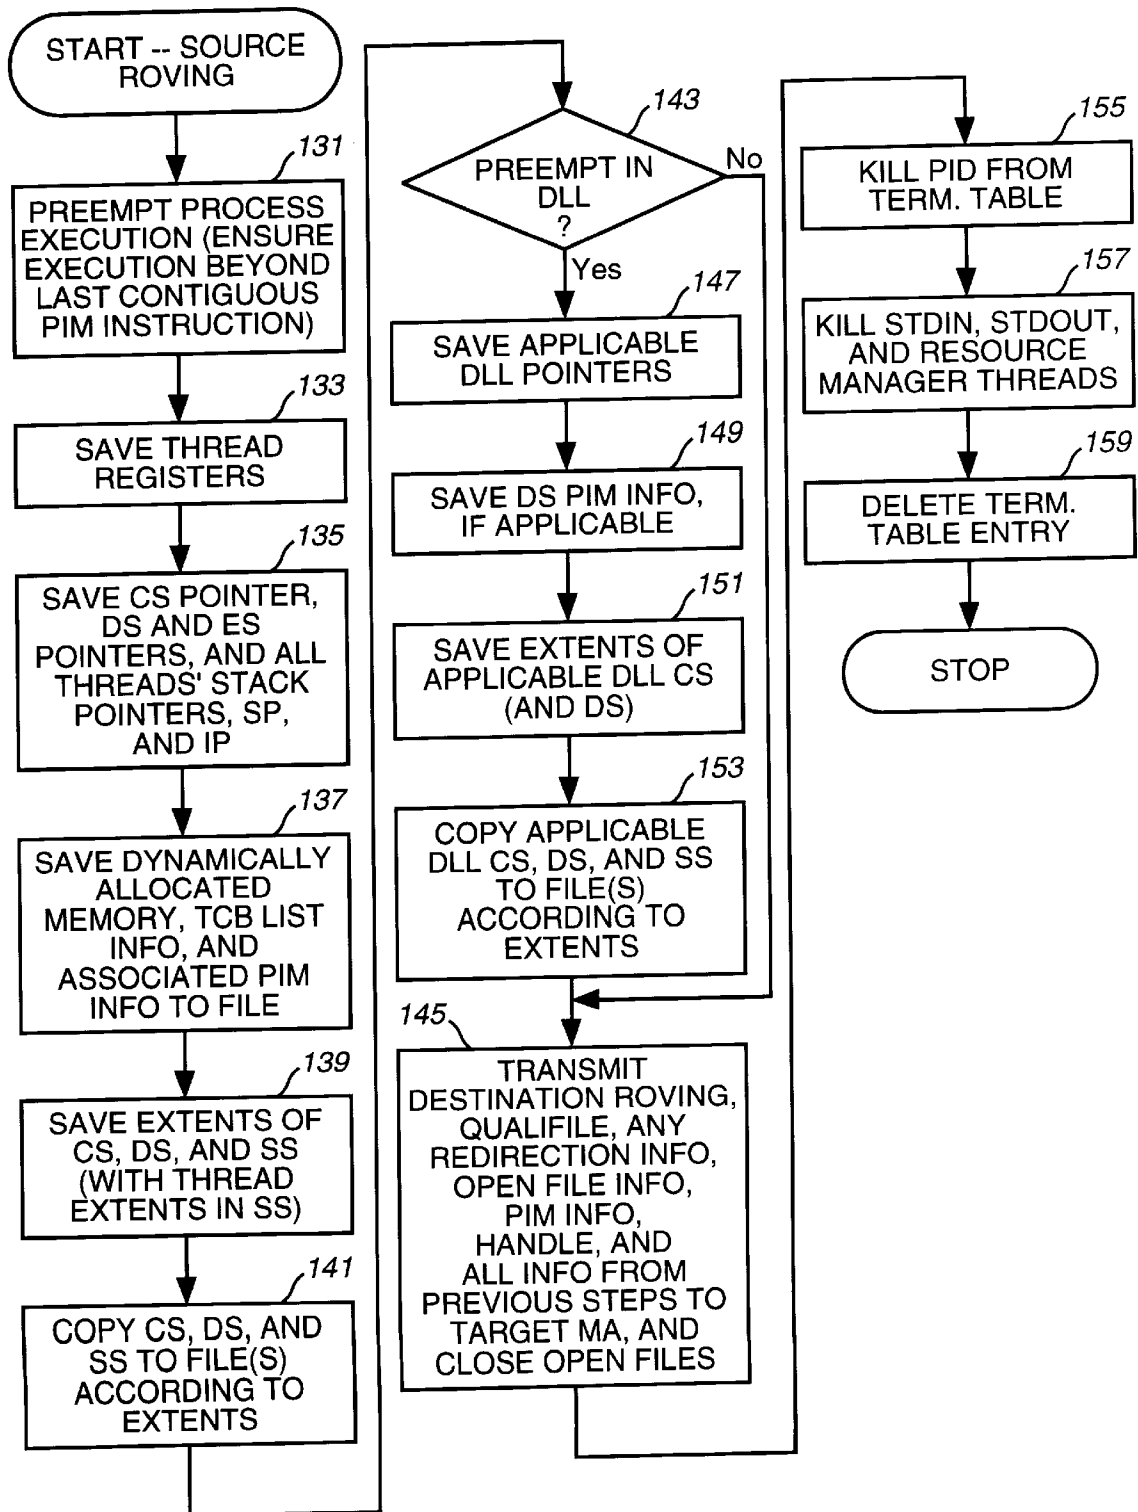 START -- SOURCE
ROVING
131
PREEMPT PROCESS
EXECUTION (ENSURE
EXECUTION BEYOND
LAST CONTIGUOUS
PIM INSTRUCTION)
133
SAVE THREAD
REGISTERS
135
SAVE CS POINTER,
DS AND ES
POINTERS, AND ALL
THREADS' STACK
POINTERS, SP,
AND IP
137
SAVE DYNAMICALLY
ALLOCATED
MEMORY, TCB LIST
INFO, AND
ASSOCIATED PIM
INFO TO FILE
139
SAVE EXTENTS OF
CS, DS, AND SS
(WITH THREAD
EXTENTS IN SS)
141
COPY CS, DS, AND
SS TO FILE(S)
ACCORDING TO
EXTENTS
143
PREEMPT IN
DLL
?
No
Yes
147
SAVE APPLICABLE
DLL POINTERS
149
SAVE DS PIM INFO,
IF APPLICABLE
151
SAVE EXTENTS OF
APPLICABLE DLL CS
(AND DS)
153
COPY APPLICABLE
DLL CS, DS, AND SS
TO FILE(S)
ACCORDING TO
EXTENTS
145
TRANSMIT
DESTINATION ROVING,
QUALIFILE, ANY
REDIRECTION INFO,
OPEN FILE INFO,
PIM INFO,
HANDLE, AND
ALL INFO FROM
PREVIOUS STEPS TO
TARGET MA, AND
CLOSE OPEN FILES
155
KILL PID FROM
TERM. TABLE
157
KILL STDIN, STDOUT,
AND RESOURCE
MANAGER THREADS
159
DELETE TERM.
TABLE ENTRY
STOP